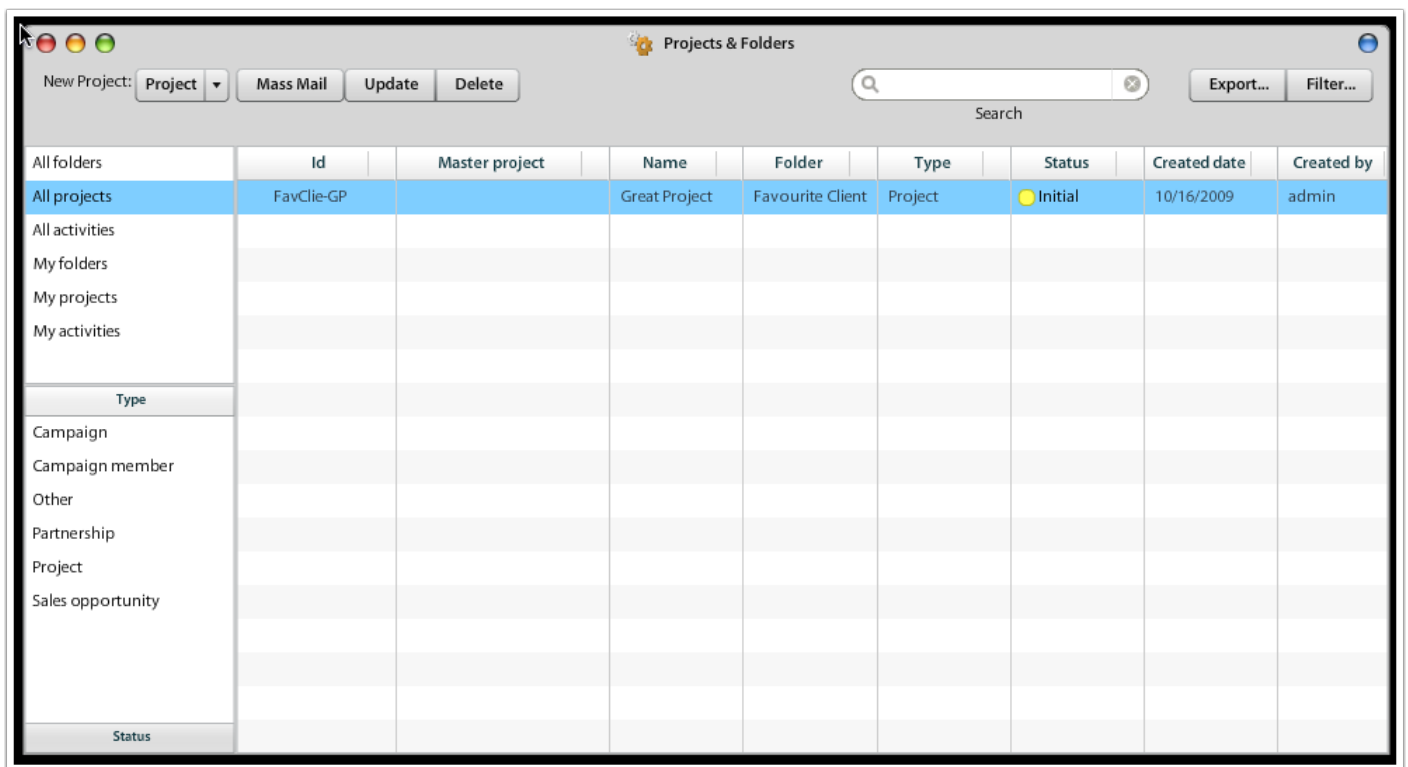 Projects & Folders
New Project: Project Mass Mail Update Delete Export... Filter...
Search
All folders Id Master project Name Folder Type Status Created date Created by
All projects FavClie-GP Great Project Favourite Client Project Initial 10/16/2009 admin
All activities
My folders
My projects
My activities
Type
Campaign
Campaign member
Other
Partnership
Project
Sales opportunity
Status